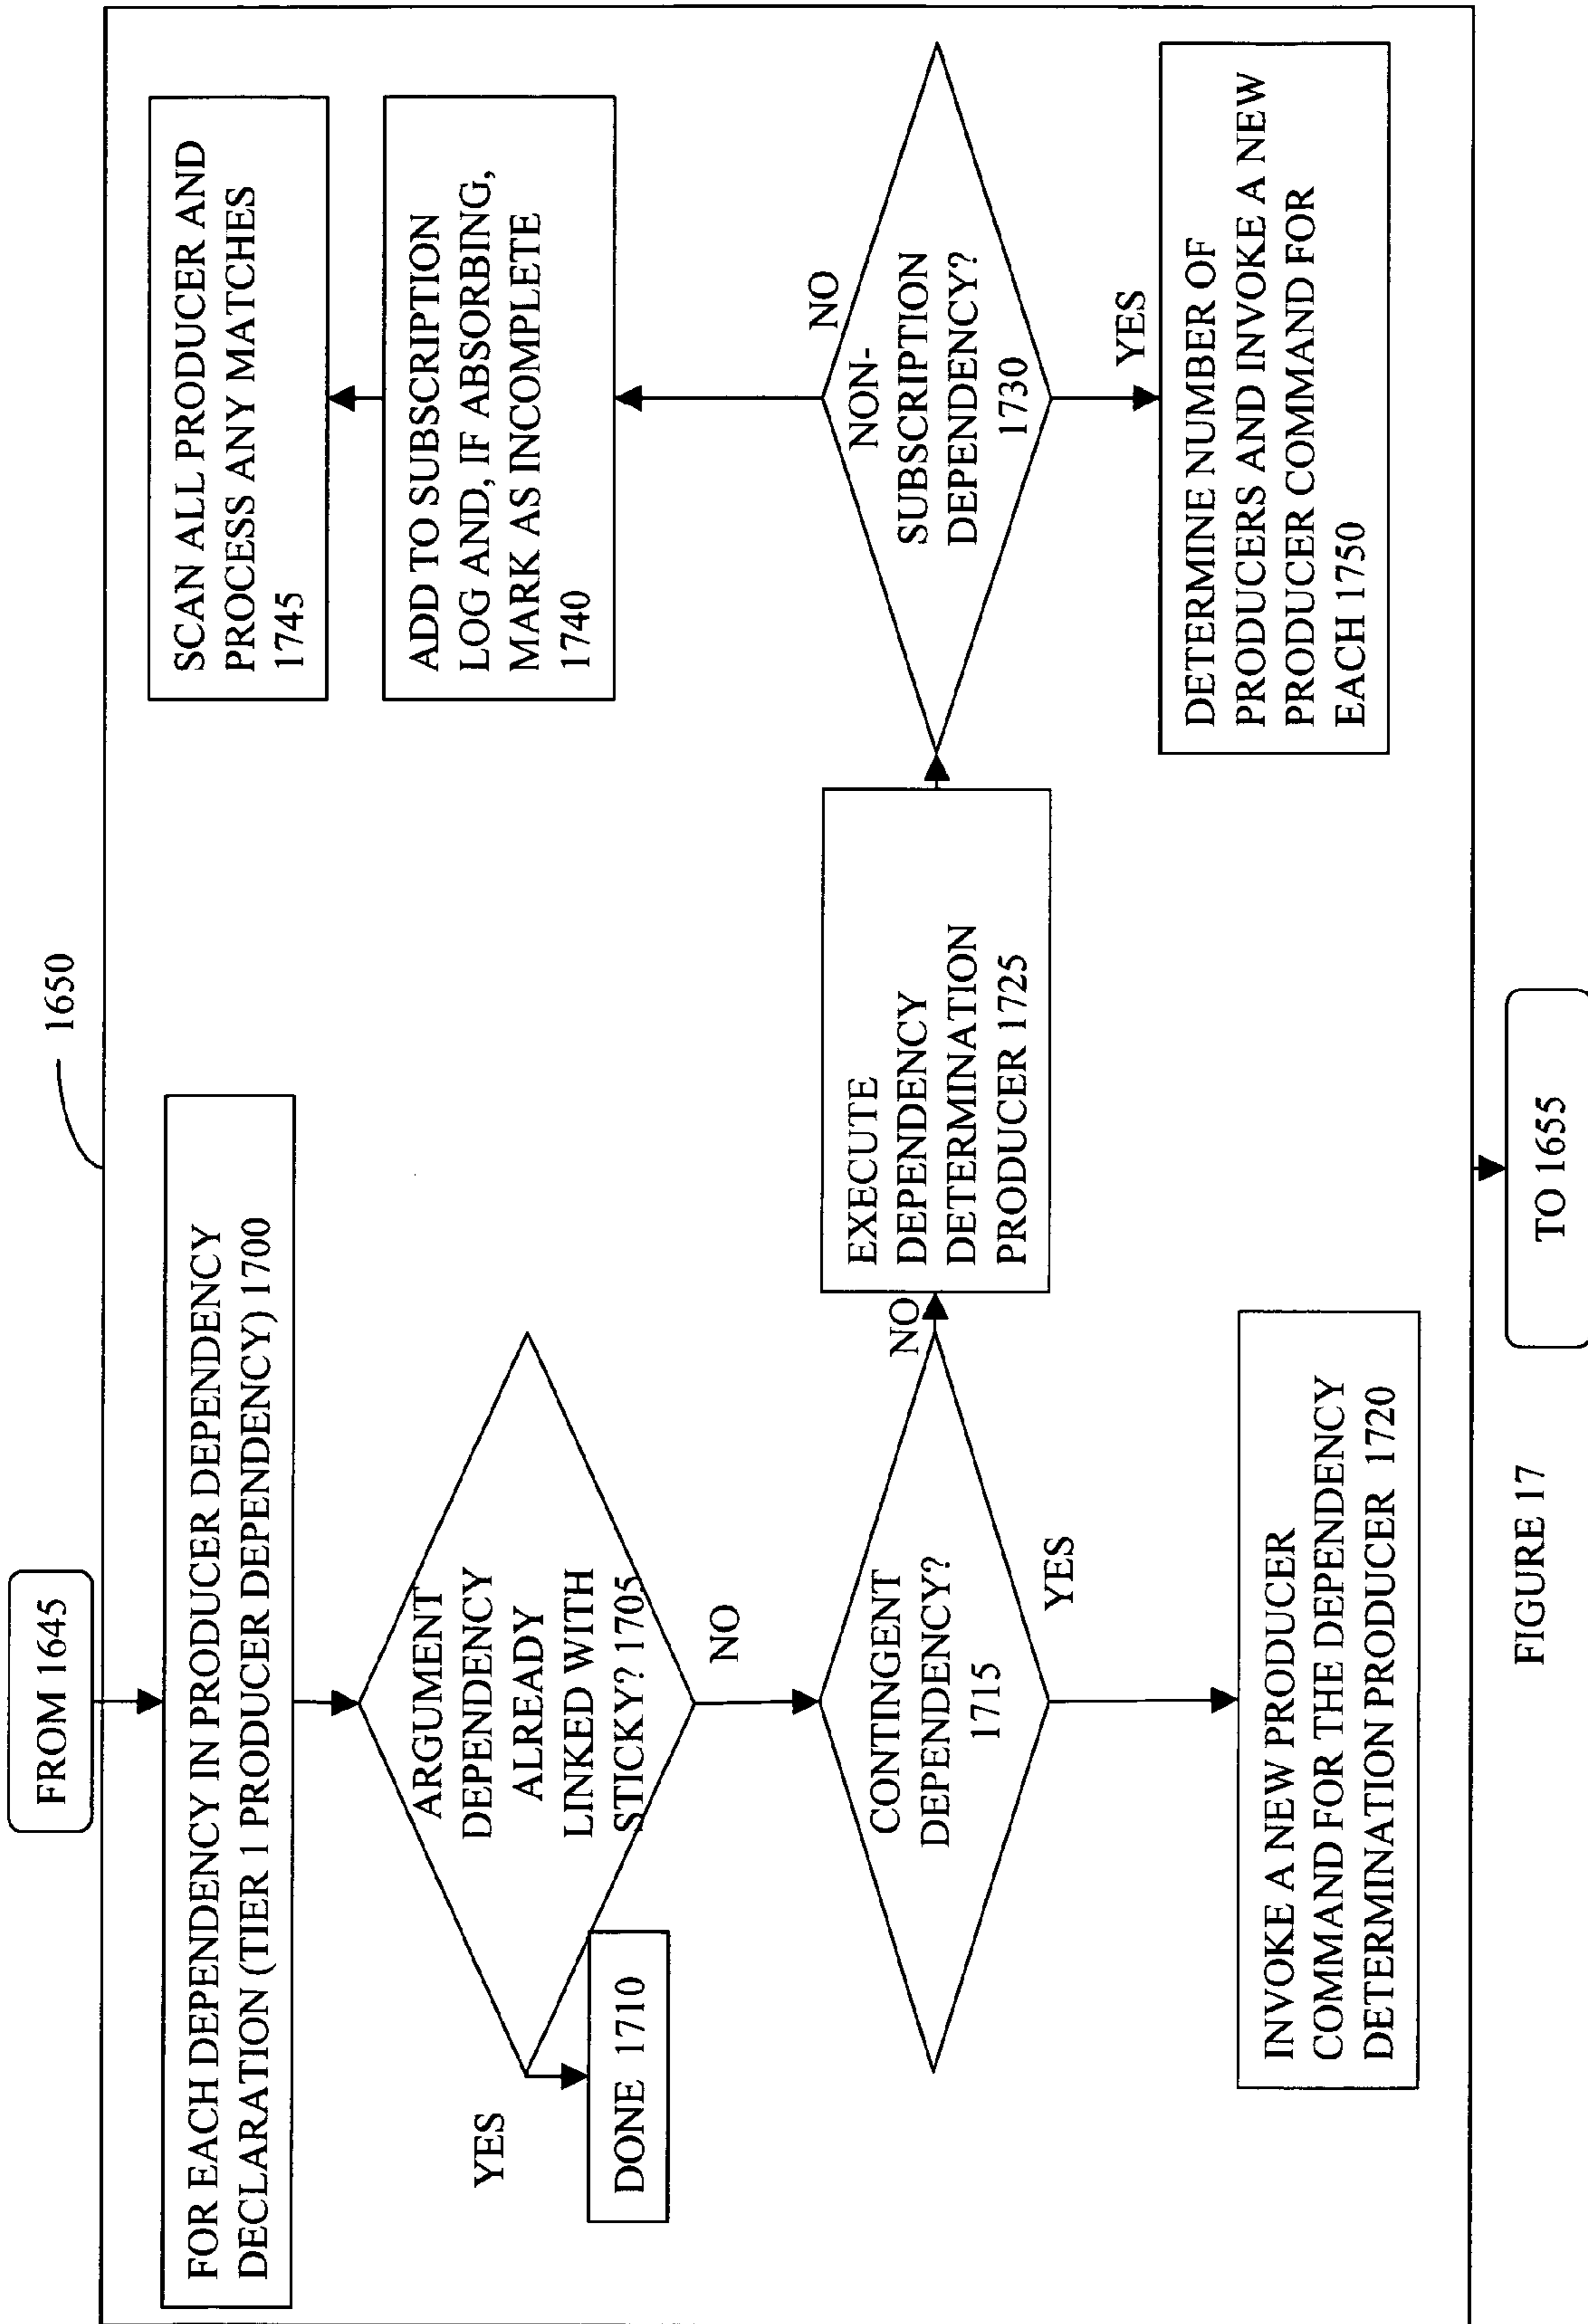 FROM 1645
1650
FOR EACH DEPENDENCY IN PRODUCER DEPENDENCY
DECLARATION (TIER 1 PRODUCER DEPENDENCY) 1700
ARGUMENT
DEPENDENCY
ALREADY
LINKED WITH
STICKY? 1705
YES
DONE 1710
NO
CONTINGENT
DEPENDENCY?
1715
YES
INVOKE A NEW PRODUCER
COMMAND FOR THE DEPENDENCY
DETERMINATION PRODUCER 1720
NO
EXECUTE
DEPENDENCY
DETERMINATION
PRODUCER 1725
NON-
SUBSCRIPTION
DEPENDENCY?
1730
NO
ADD TO SUBSCRIPTION
LOG AND, IF ABSORBING,
MARK AS INCOMPLETE
1740
SCAN ALL PRODUCER AND
PROCESS ANY MATCHES
1745
YES
DETERMINE NUMBER OF
PRODUCERS AND INVOKE A NEW
PRODUCER COMMAND FOR
EACH 1750
TO 1655
FIGURE 17